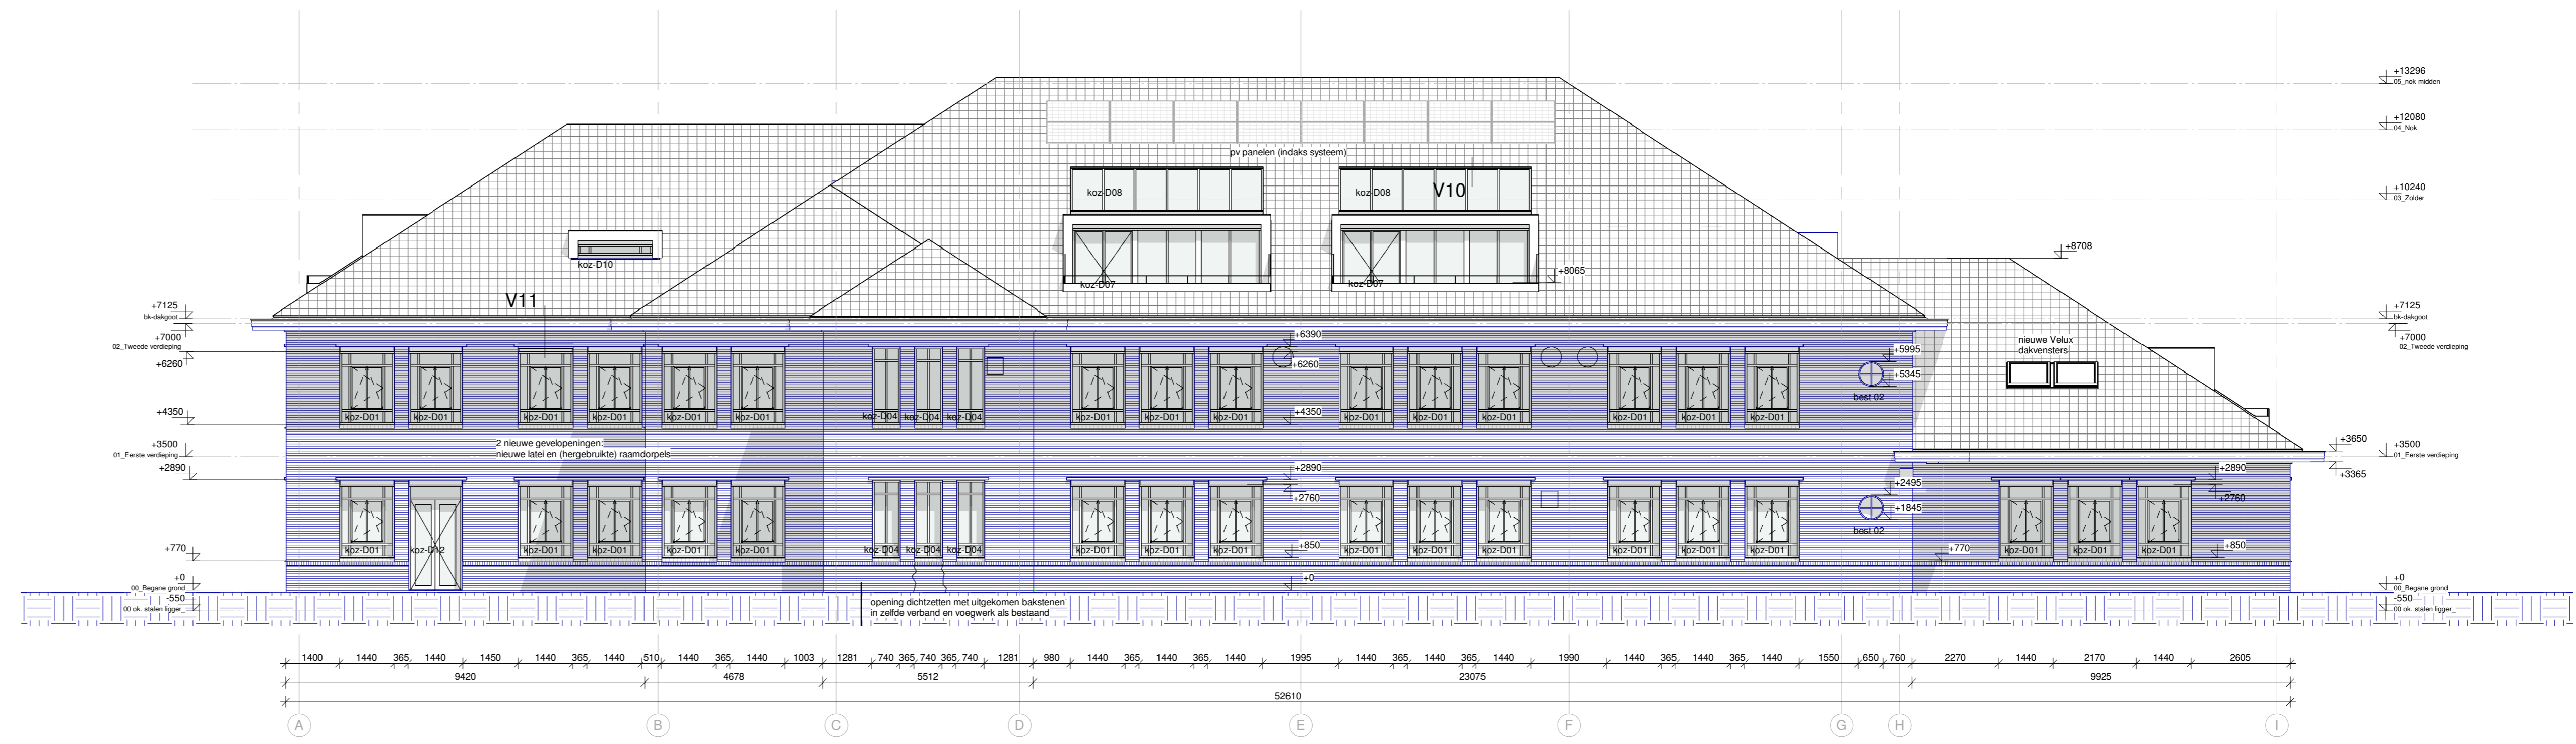 +13296
05_nok midden
+12080
04_Nok
pv panelen (indaks systeem)
koz-D08
koz-D08
V10
+10240
03_Zolder
+8708
koz-D10
+8065
koz-D07
koz-D07
V11
+7125
bk-dakgoot
+7125
bk-dakgoot
+7000
02_Tweede verdieping
+7000
02_Tweede verdieping
+6390
nieuwe Velux
dakvensters
+6260
+6260
+5995
+5345
best 02
+4350
+4350
koz-D01
koz-D01
koz-D01
koz-D01
koz-D01
koz-D01
koz-D04
koz-D04
koz-D04
koz-D01
koz-D01
koz-D01
koz-D01
koz-D01
koz-D01
koz-D01
koz-D01
koz-D01
2 nieuwe gevelopeningen:
nieuwe latei en (hergebruikte) raamdorpels
+3500
01_Eerste verdieping
+3650
+3500
01_Eerste verdieping
+3365
+2890
+2890
+2890
+2760
+2760
+2495
+1845
best 02
koz-D01
koz-D12
koz-D01
koz-D01
koz-D01
koz-D01
koz-D04
koz-D04
koz-D04
koz-D01
koz-D01
koz-D01
koz-D01
koz-D01
koz-D01
koz-D01
koz-D01
koz-D01
koz-D01
koz-D01
koz-D01
+770
+850
+770
+850
+0
00_Begane grond
+0
+0
00_Begane grond
-550
00 ok. stalen ligger_
opening dichtzetten met uitgekomen bakstenen
in zelfde verband en voegwerk als bestaand
-550
00 ok. stalen ligger_
1400 1440 365 1440 1450 1440 365 1440 510 1440 365 1440 1003 1281 740 365 740 365 740 1281 980 1440 365 1440 365 1440 1995 1440 365 1440 365 1440 1990 1440 365 1440 365 1440 1550 650 760 2270 1440 2170 1440 2605
9420 4678 5512 23075 9925
52610
A B C D E F G H I